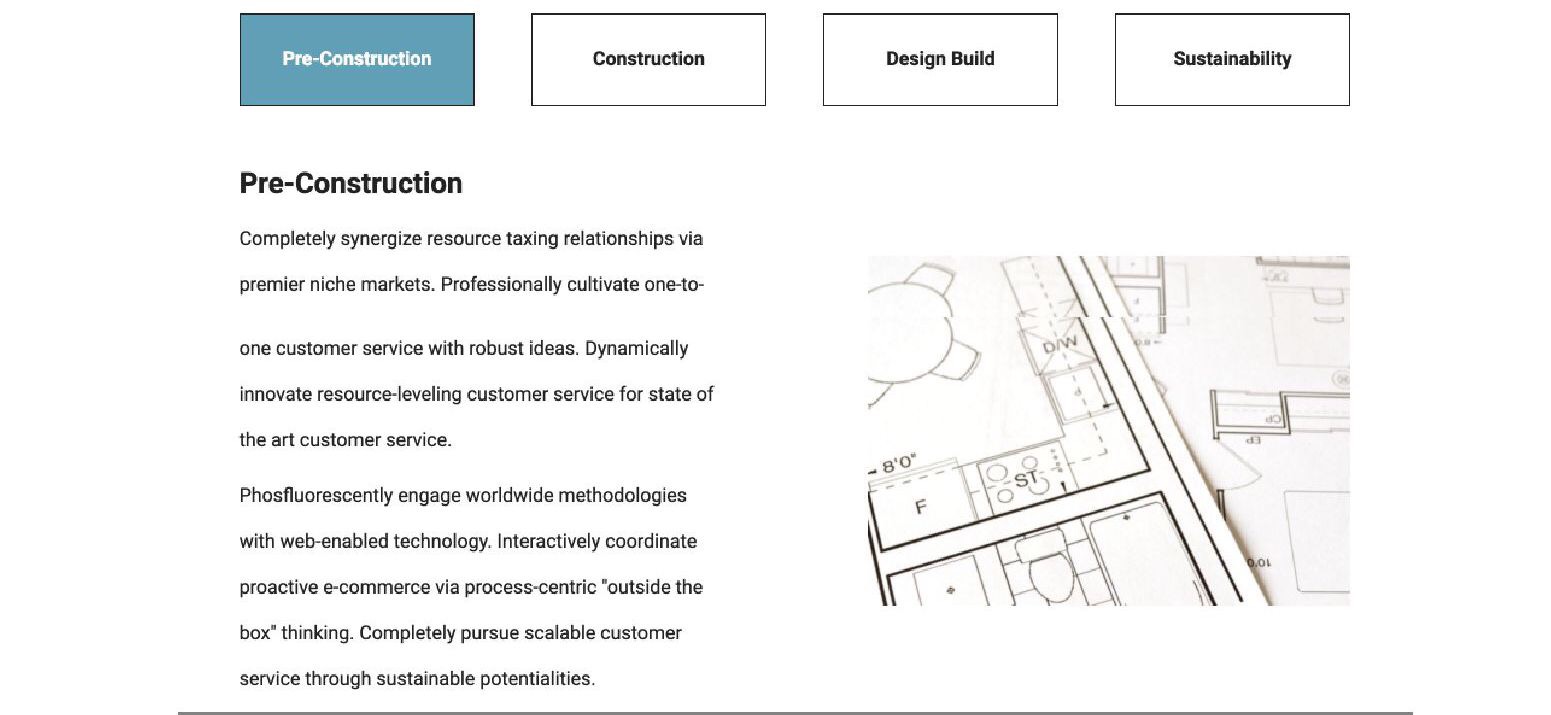 Pre-Construction
Construction
Design Build
Sustainability
Pre-Construction
Completely synergize resource taxing relationships via
premier niche markets. Professionally cultivate one-to-
one customer service with robust ideas. Dynamically
innovate resource-leveling customer service for state of
the art customer service.
Phosfluorescently engage worldwide methodologies
with web-enabled technology. Interactively coordinate
proactive e-commerce via process-centric "outside the
box" thinking. Completely pursue scalable customer
service through sustainable potentialities.
D/W
8'0"
ST
F
CP
EP